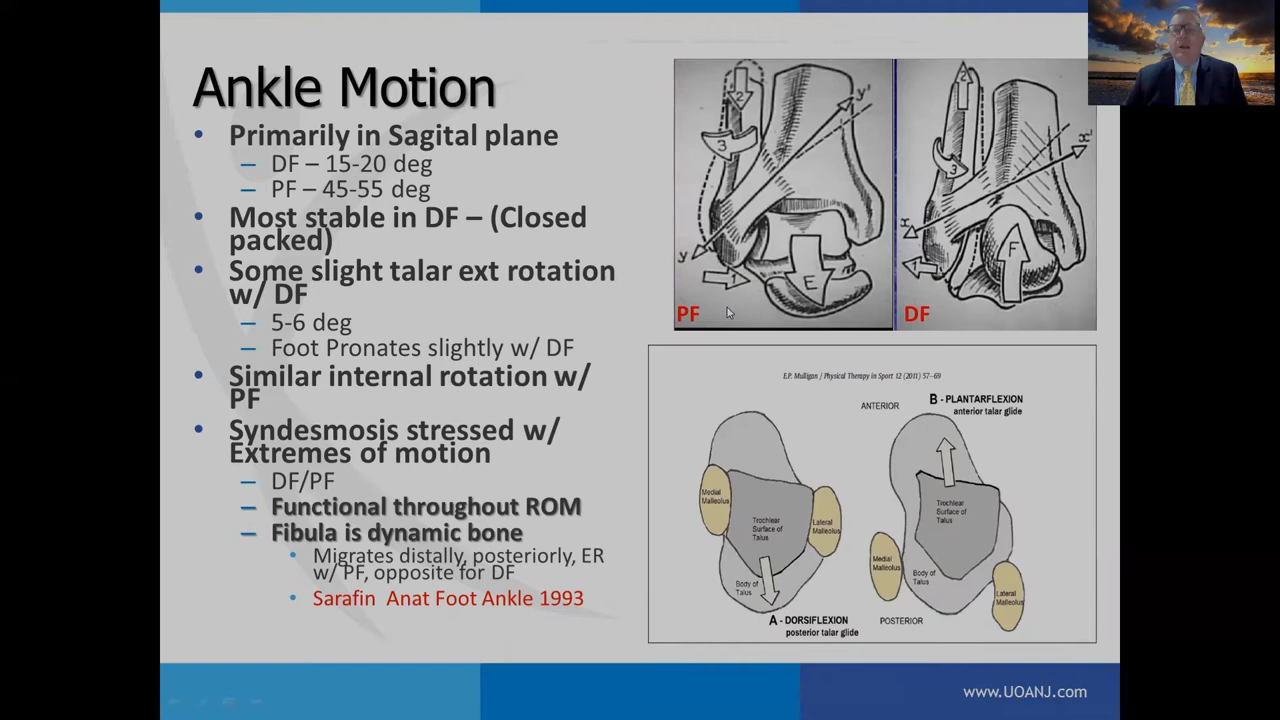 Ankle Motion
• Primarily in Sagital plane
– DF – 15-20 deg
– PF – 45-55 deg
• Most stable in DF – (Closed
packed)
• Some slight talar ext rotation
w/ DF
– 5-6 deg
– Foot Pronates slightly w/ DF
• Similar internal rotation w/
PF
• Syndesmosis stressed w/
Extremes of motion
– DF/PF
– Functional throughout ROM
– Fibula is dynamic bone
• Migrates distally, posteriorly, ER
w/ PF, opposite for DF
• Sarafin Anat Foot Ankle 1993
2
3
y'
y
1
E
PF
2
3
x
F
DF
E.P. Mulligan / Physical Therapy in Sport 12 (2011) 57–69
ANTERIOR
B - PLANTARFLEXION
anterior talar glide
Medial
Malleolus
Trochlear
Surface of
Talus
Lateral
Malleolus
Body of
Talus
A - DORSIFLEXION
posterior talar glide
Trochlear
Surface of
Talus
Medial
Malleolus
Body of
Talus
Lateral
Malleolus
POSTERIOR
www.UOANJ.com